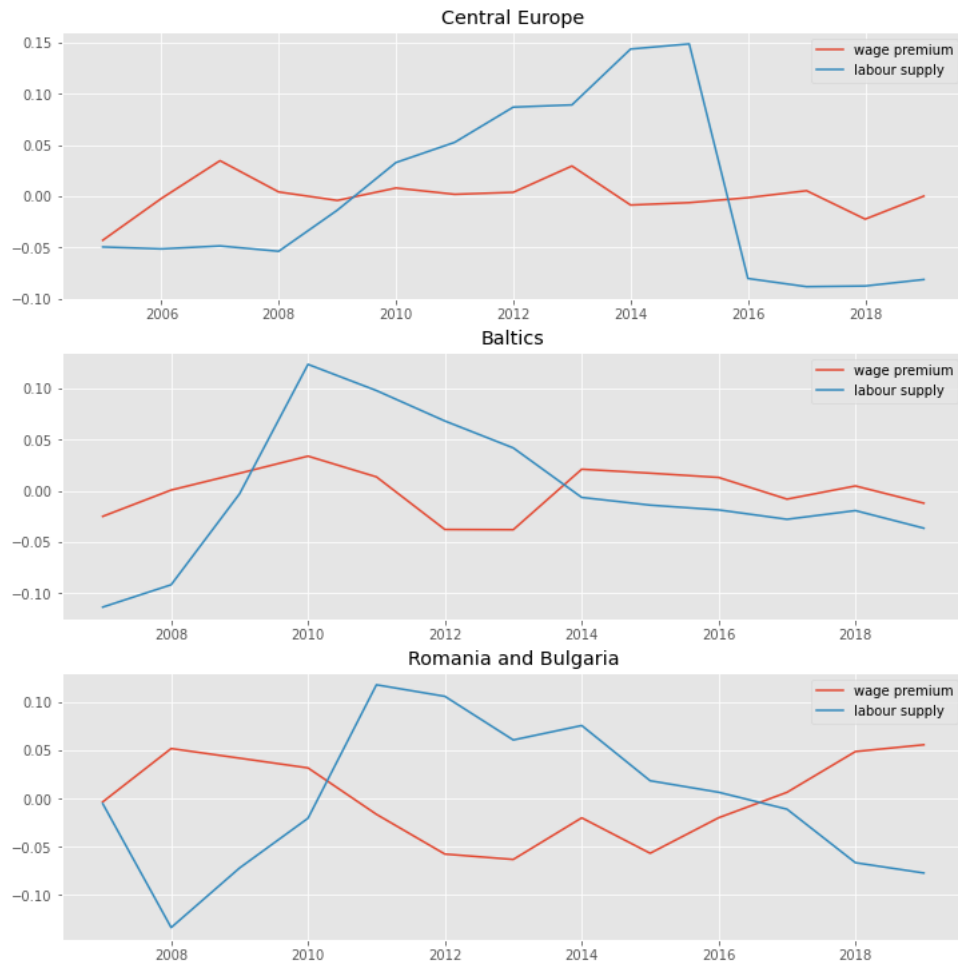 Central Europe
wage premium
labour supply
0.15
0.10
0.05
0.00
−0.05
−0.10
2006 2008 2010 2012 2014 2016 2018
Baltics
wage premium
labour supply
0.10
0.05
0.00
−0.05
−0.10
2008 2010 2012 2014 2016 2018
Romania and Bulgaria
wage premium
labour supply
0.10
0.05
0.00
−0.05
−0.10
2008 2010 2012 2014 2016 2018